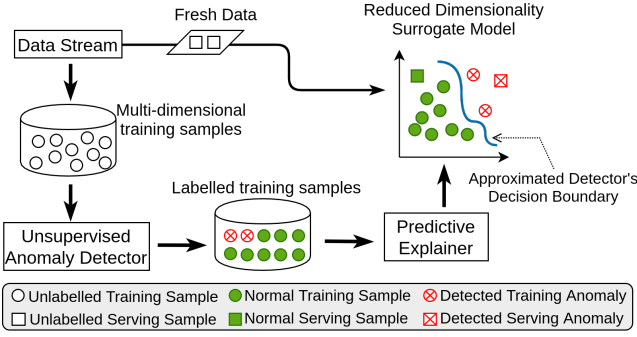 Fresh Data
Reduced Dimensionality
Surrogate Model
Data Stream
Multi-dimensional
training samples
Labelled training samples
Approximated Detector's
Decision Boundary
Unsupervised
Anomaly Detector
Predictive
Explainer
Unlabelled Training Sample
Normal Training Sample
Detected Training Anomaly
Unlabelled Serving Sample
Normal Serving Sample
Detected Serving Anomaly